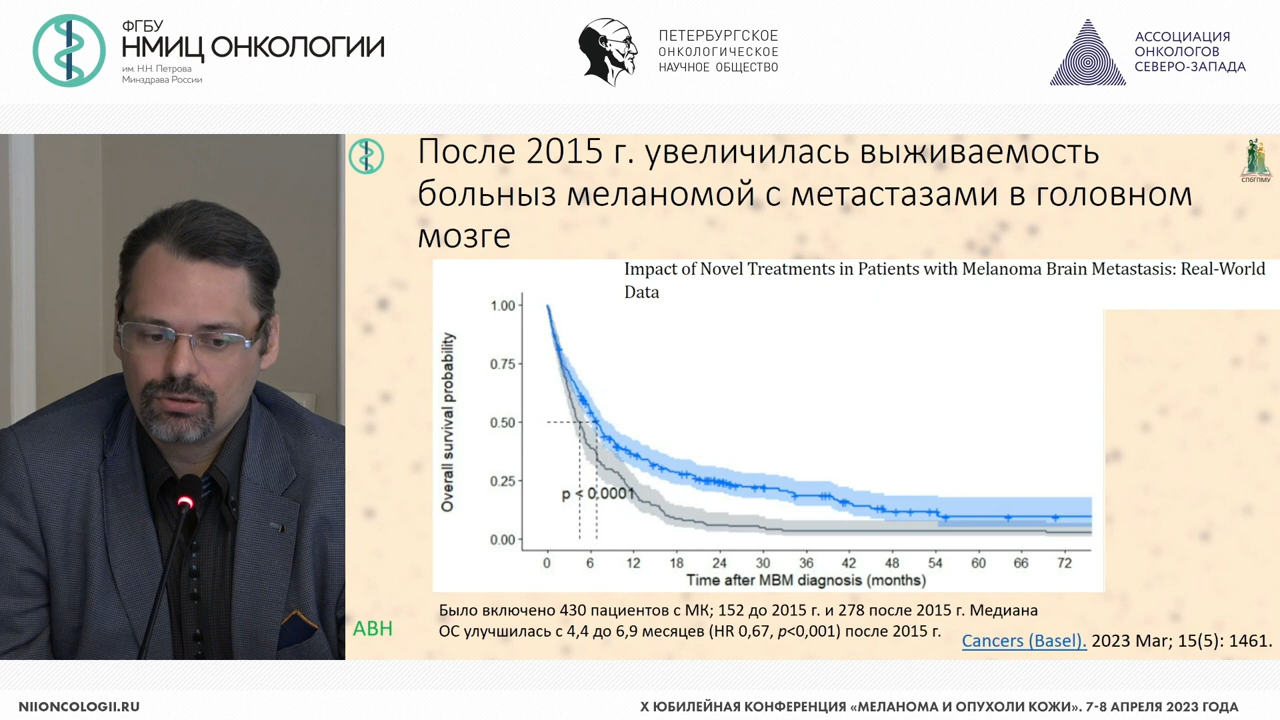 ФГБУ
НМИЦ ОНКОЛОГИИ
им. Н.Н. Петрова
Минздрава России
ПЕТЕРБУРГСКОЕ
ОНКОЛОГИЧЕСКОЕ
НАУЧНОЕ ОБЩЕСТВО
АССОЦИАЦИЯ
ОНКОЛОГОВ
СЕВЕРО-ЗАПАДА
После 2015 г. увеличилась выживаемость
больныз меланомой с метастазами в головном
мозге
СПбГПМУ
Impact of Novel Treatments in Patients with Melanoma Brain Metastasis: Real-World
Data
Overall survival probability
1.00
0.75
0.50
0.25
0.00
p < 0.0001
0 6 12 18 24 30 36 42 48 54 60 66 72
Time after MBM diagnosis (months)
Было включено 430 пациентов с МК; 152 до 2015 г. и 278 после 2015 г. Медиана
ОС улучшилась с 4,4 до 6,9 месяцев (HR 0,67, p<0,001) после 2015 г.
АВН
Cancers (Basel). 2023 Mar; 15(5): 1461.
NIIONCOLOGII.RU
X ЮБИЛЕЙНАЯ КОНФЕРЕНЦИЯ «МЕЛАНОМА И ОПУХОЛИ КОЖИ». 7-8 АПРЕЛЯ 2023 ГОДА